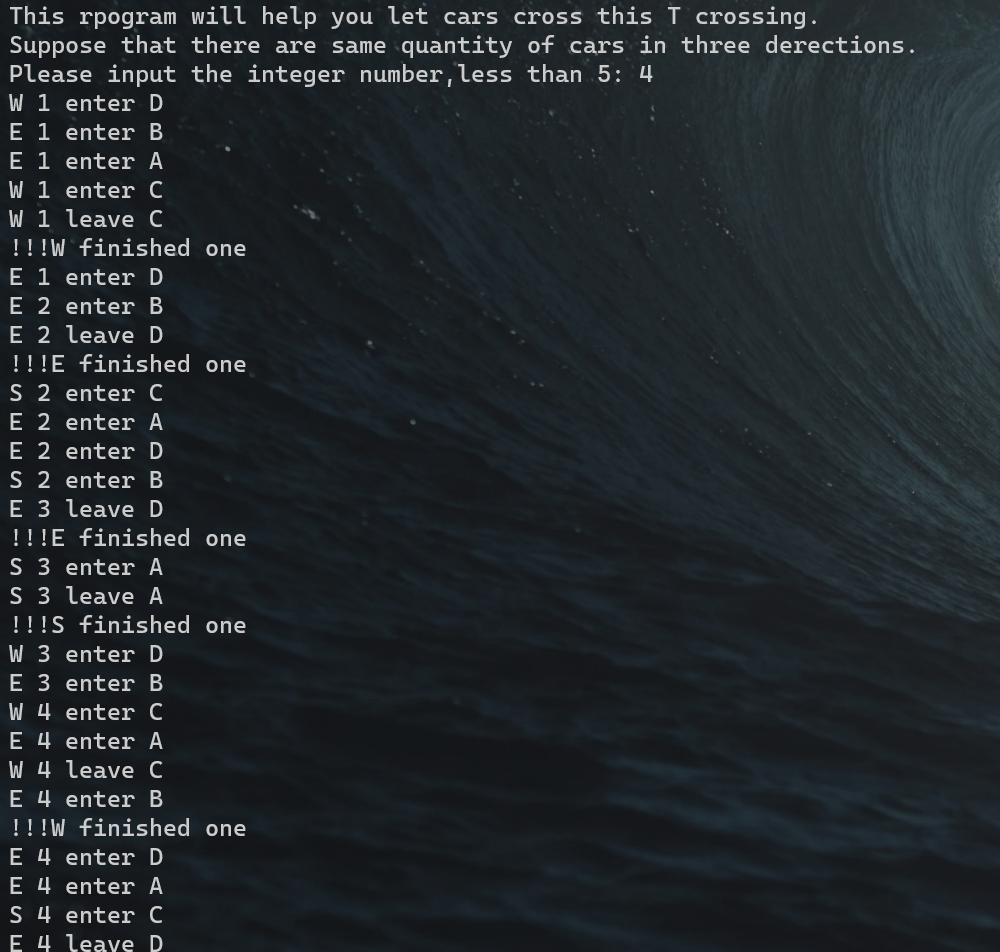 This rpogram will help you let cars cross this T crossing.
Suppose that there are same quantity of cars in three derections.
Please input the integer number,less than 5: 4
W 1 enter D
E 1 enter B
E 1 enter A
W 1 enter C
W 1 leave C
!!!W finished one
E 1 enter D
E 2 enter B
E 2 leave D
!!!E finished one
S 2 enter C
E 2 enter A
E 2 enter D
S 2 enter B
E 3 leave D
!!!E finished one
S 3 enter A
S 3 leave A
!!!S finished one
W 3 enter D
E 3 enter B
W 4 enter C
E 4 enter A
W 4 leave C
E 4 enter B
!!!W finished one
E 4 enter D
E 4 enter A
S 4 enter C
E 4 leave D